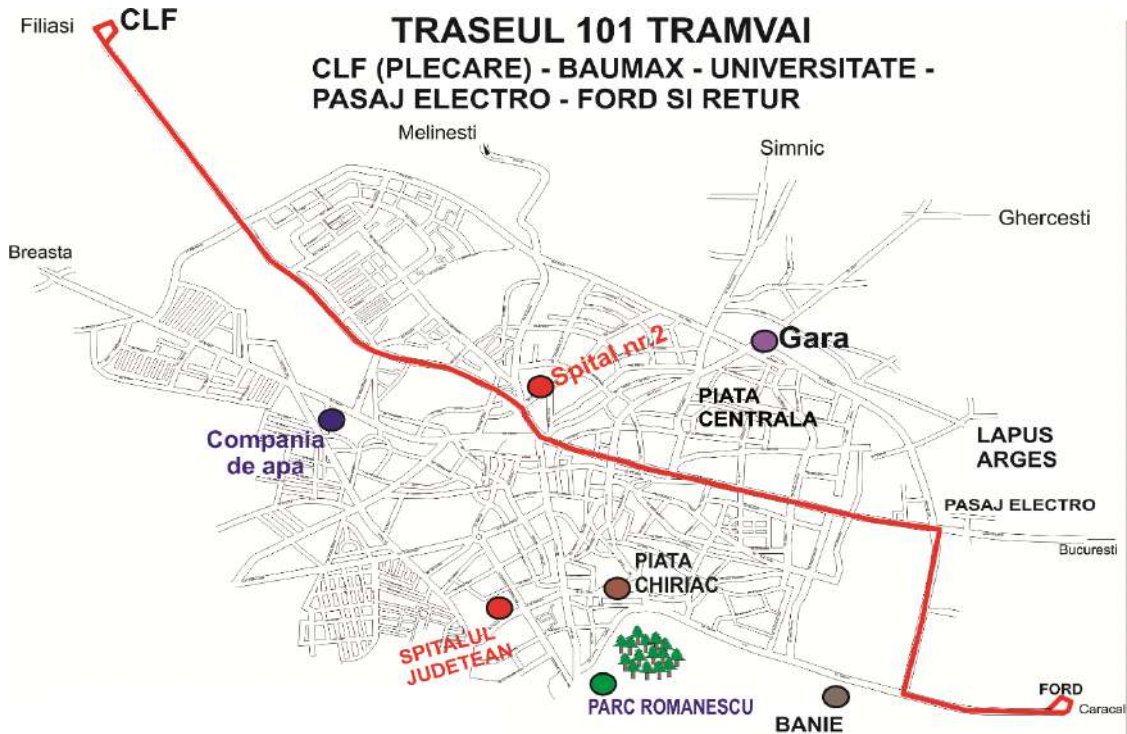 Filiasi
CLF
TRASEUL 101 TRAMVAI
CLF (PLECARE) - BAUMAX - UNIVERSITATE -
PASAJ ELECTRO - FORD SI RETUR
Melinesti
Simnic
Ghercesti
Breasta
Gara
Spital nr.2
PIATA
CENTRALA
Compania
de apa
LAPUS
ARGES
PASAJ ELECTRO
Bucuresti
PIATA
CHIRIAC
SPITALUL
JUDETEAN
PARC ROMANESCU
BANIE
FORD
Caracal